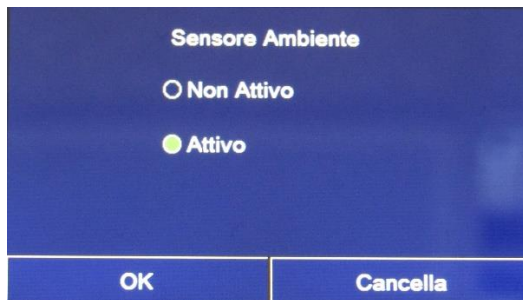 Sensore Ambiente
Non Attivo
Attivo
OK
Cancella